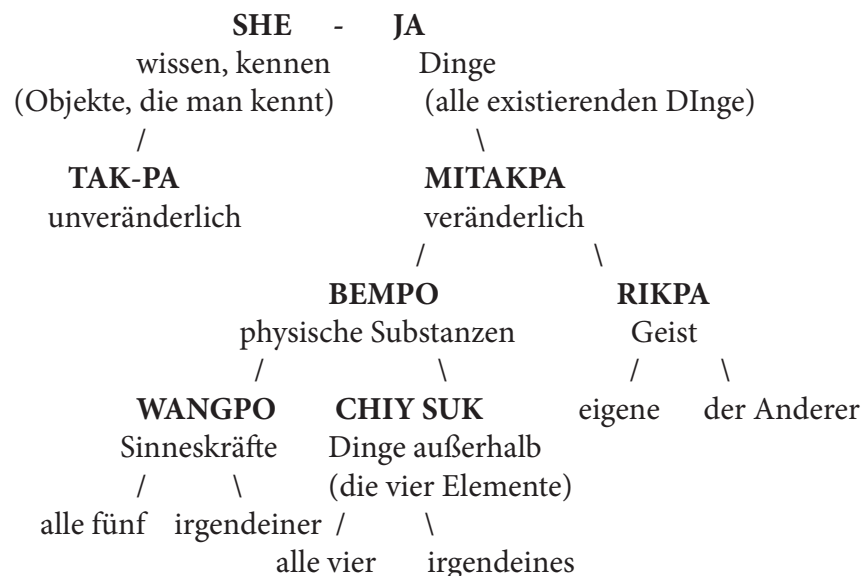 SHE - JA
wissen, kennen Dinge
(Objekte, die man kennt) (alle existierenden DInge)
/ \
TAK-PA MITAKPA
unveränderlich veränderlich
/ \
BEMPO RIKPA
physische Substanzen Geist
/ \ / \
WANGPO CHIY SUK eigene der Anderer
Sinneskräfte Dinge außerhalb
/ \ (die vier Elemente)
alle fünf irgendeiner / \
alle vier irgendeines